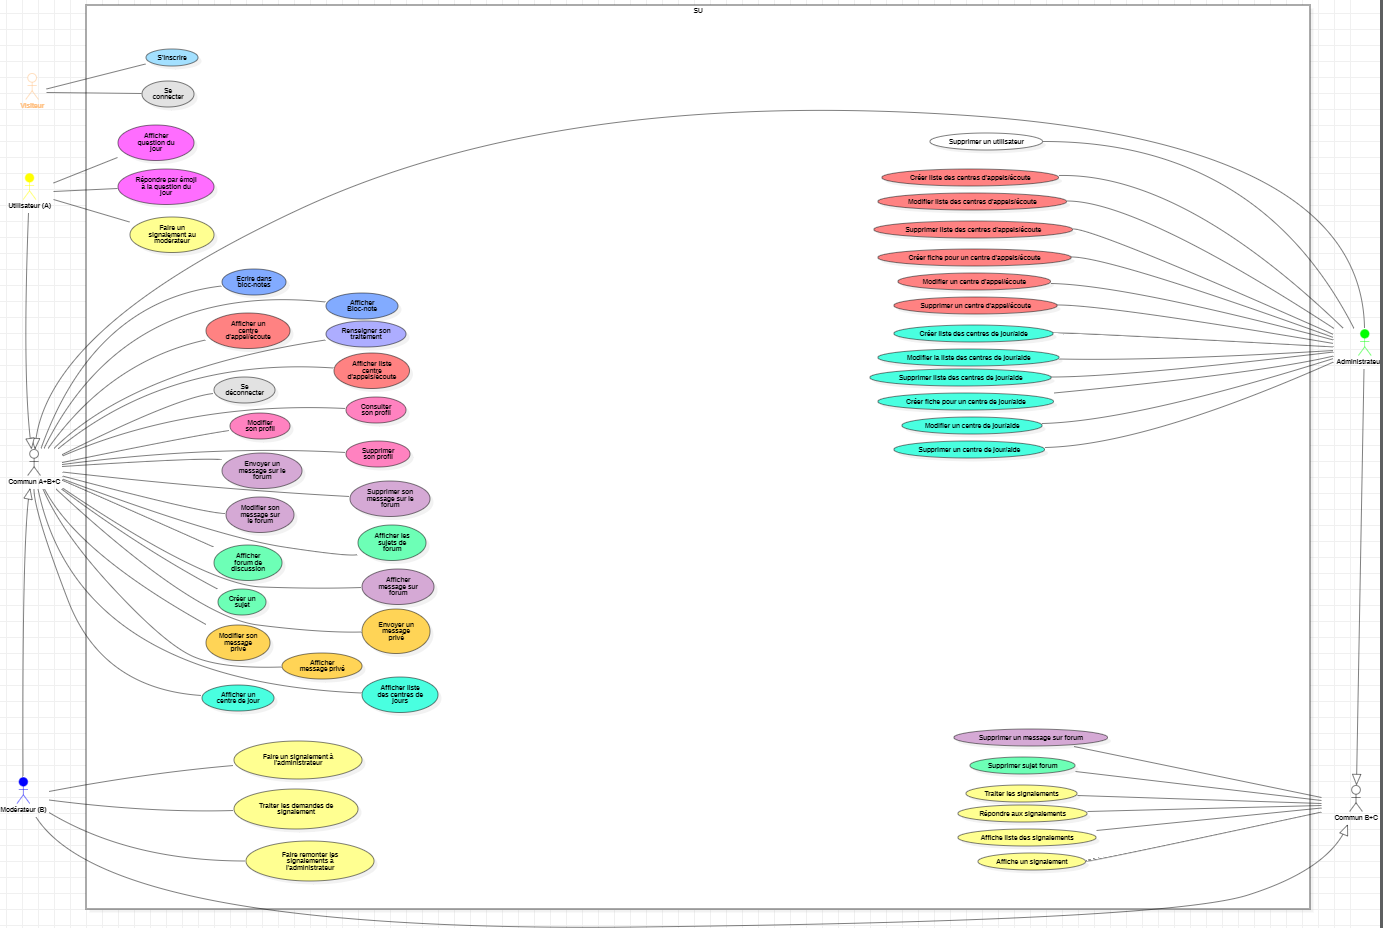 SU
S'inscrire
Se
connecter
Visiteur
Afficher
question du
jour
Répondre par émoji
à la question du
jour
Utilisateur (A)
Faire un
signalement au
moderateur
Ecrire dans
bloc-notes
Afficher
Bloc-note
Afficher un
centre
d'appel/écoute
Renseigner son
traitement
Afficher liste
centre
d'appels/écoute
Se
déconnecter
Consulter
son profil
Modifier
son profil
Supprimer
son profil
Commun A+B+C
Envoyer un
message sur le
forum
Supprimer son
message sur le
forum
Modifier son
message sur
le forum
Afficher les
sujets de
forum
Afficher
forum de
discussion
Afficher
message sur
forum
Créer un
sujet
Envoyer un
message
privé
Modifier son
message
privé
Afficher
message privé
Afficher un
centre de jour
Afficher liste
des centres de
jours
Faire un signalement à
l'administrateur
Traiter les demandes de
signalement
Modérateur (B)
Faire remonter les
signalements à
l'administrateur
Supprimer un utilisateur
Créer liste des centres d'appels/écoute
Modifier liste des centres d'appels/écoute
Supprimer liste des centres d'appels/écoute
Créer fiche pour un centre d'appels/écoute
Modifier un centre d'appel/écoute
Supprimer un centre d'appel/écoute
Créer liste des centres de jour/aide
Modifier la liste des centres de jour/aide
Supprimer liste des centres de jour/aide
Créer fiche pour un centre de jour/aide
Modifier un centre de jour/aide
Supprimer un centre de jour/aide
Administrateu
Supprimer un message sur forum
Supprimer sujet forum
Traiter les signalements
Répondre aux signalements
Affiche liste des signalements
Affiche un signalement
Commun B+C